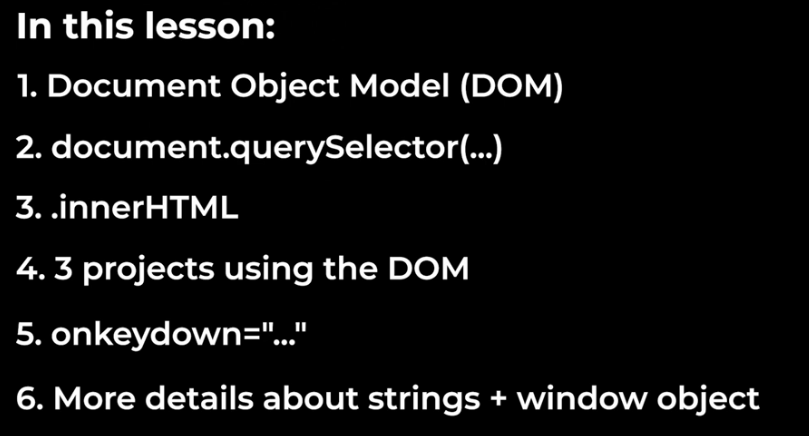 In this lesson:
1. Document Object Model (DOM)
2. document.querySelector(...)
3. .innerHTML
4. 3 projects using the DOM
5. onkeydown="..."
6. More details about strings + window object